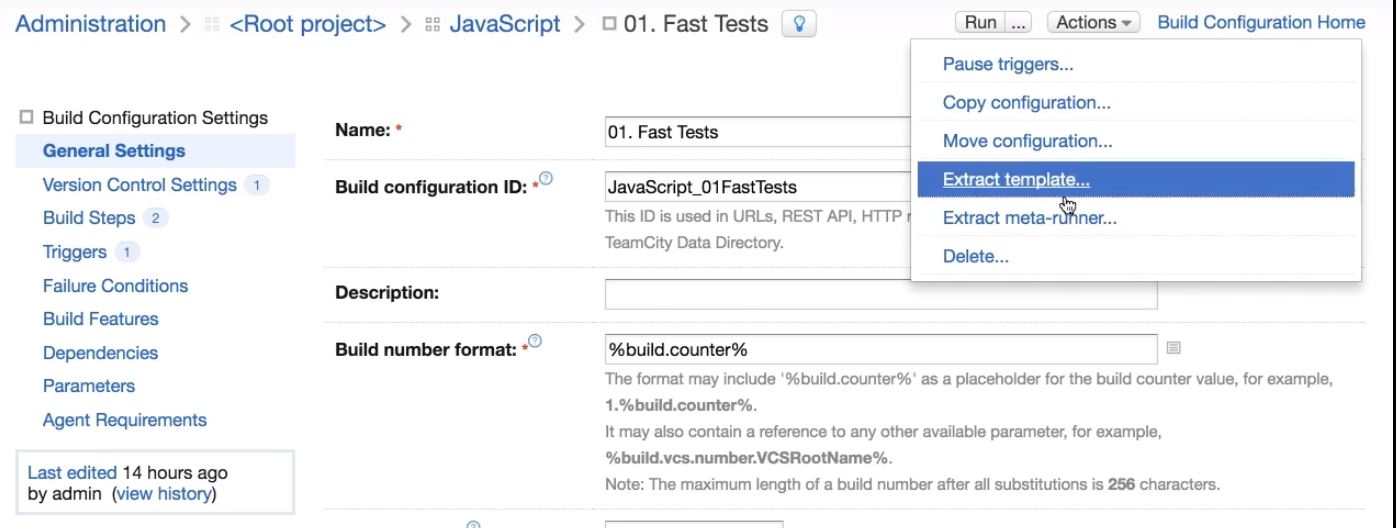 Administration > <Root project> > JavaScript > 01. Fast Tests
Run ... Actions Build Configuration Home
Pause triggers...
Copy configuration...
Move configuration...
Extract template...
Extract meta-runner...
Delete...
Build Configuration Settings
General Settings
Version Control Settings 1
Build Steps 2
Triggers 1
Failure Conditions
Build Features
Dependencies
Parameters
Agent Requirements
Last edited 14 hours ago
by admin (view history)
Name: *
01. Fast Tests
Build configuration ID: * ?
JavaScript_01FastTests
This ID is used in URLs, REST API, HTTP
TeamCity Data Directory.
Description:
Build number format: * ?
%build.counter%
The format may include '%build.counter%' as a placeholder for the build counter value, for example,
1.%build.counter%.
It may also contain a reference to any other available parameter, for example,
%build.vcs.number.VCSRootName%.
Note: The maximum length of a build number after all substitutions is 256 characters.
?